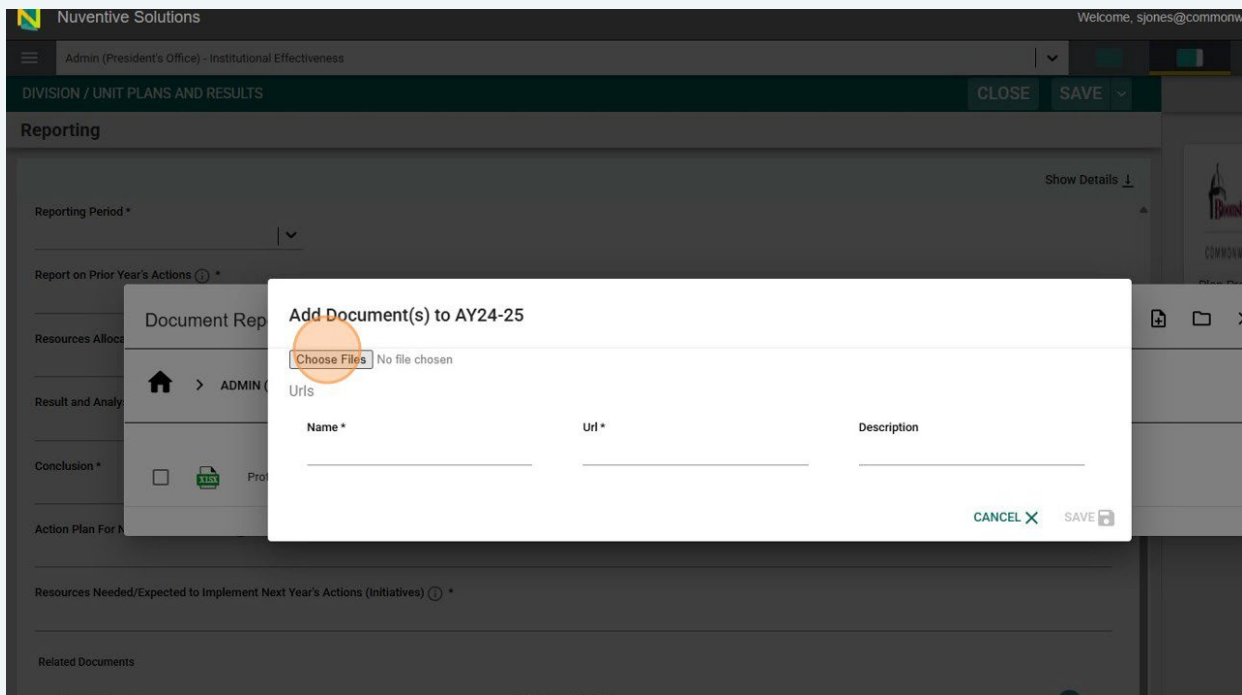 Nuventive Solutions
Welcome, sjones@commonw
Admin (President's Office) - Institutional Effectiveness
DIVISION / UNIT PLANS AND RESULTS
CLOSE
SAVE
Reporting
Show Details
Reporting Period *
Report on Prior Year's Actions *
Add Document(s) to AY24-25
Document Rep
Resources Alloca
Choose Files No file chosen
ADMIN (
Urls
Result and Analy
Name *
Url *
Description
Conclusion *
XLSX
Prof
CANCEL
SAVE
Action Plan For N
Resources Needed/Expected to Implement Next Year's Actions (Initiatives) *
Related Documents